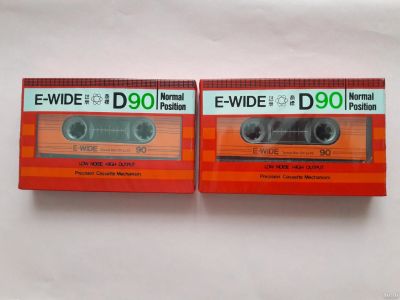 E-WIDE D90 Normal Position
E-WIDE 90
LOW NOISE HIGH OUTPUT
Precision Cassette Mechanism
E-WIDE D90 Normal Position
E-WIDE 90
LOW NOISE HIGH OUTPUT
Precision Cassette Mechanism